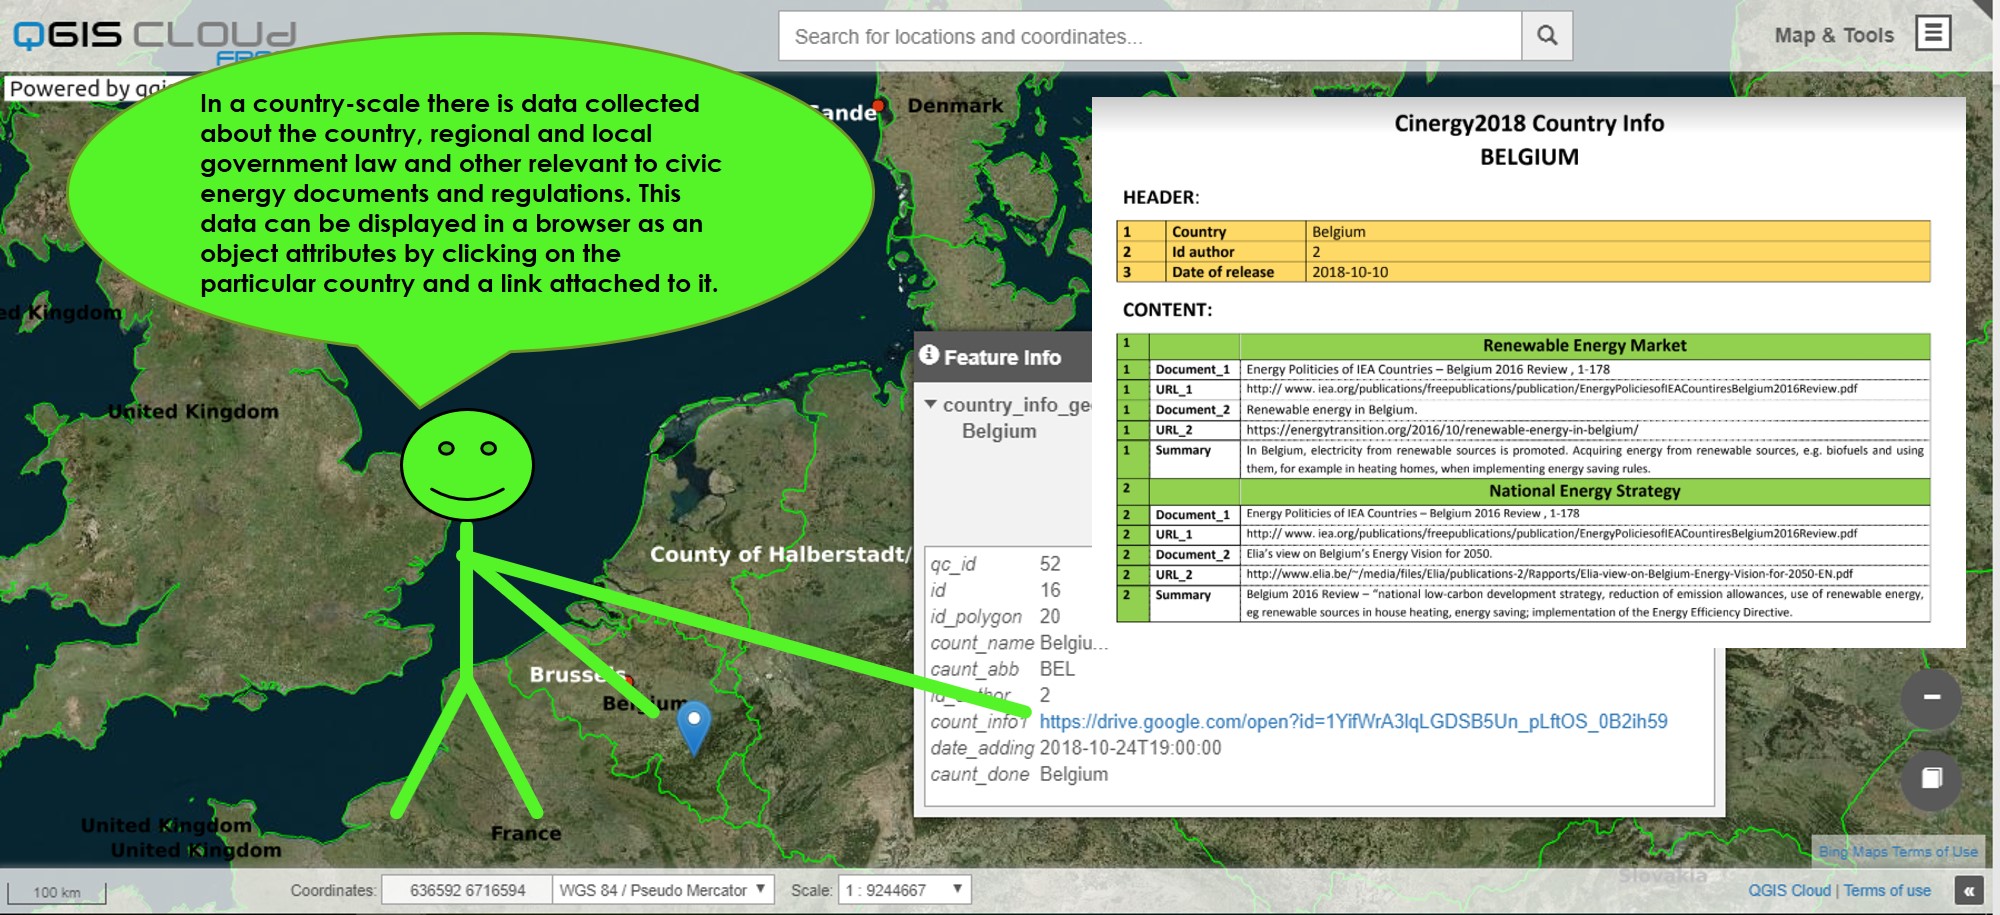 QGIS CLOUD
Search for locations and coordinates...
Map & Tools
Powered by
In a country-scale there is data collected
about the country, regional and local
government law and other relevant to civic
energy documents and regulations. This
data can be displayed in a browser as an
object attributes by clicking on the
particular country and a link attached to it.
Denmark
Kingdom
United Kingdom
County of Halberstadt/
Brussels
Belgium
United Kingdom
United Kingdom
France
Feature Info
country_info_ge
Belgium
qc_id 52
id 16
id_polygon 20
count_name Belgiu...
caunt_abb BEL
id_author 2
count_info1 https://drive.google.com/open?id=1YifWrA3lqLGDSB5Un_pLftOS_0B2ih59
date_adding 2018-10-24T19:00:00
caunt_done Belgium
Cinergy2018 Country Info
BELGIUM
HEADER:
1 Country Belgium
2 Id author 2
3 Date of release 2018-10-10
CONTENT:
1 Renewable Energy Market
1 Document_1 Energy Politicies of IEA Countries – Belgium 2016 Review , 1-178
1 URL_1 http:// www. iea.org/publications/freepublications/publication/EnergyPoliciesofIEACountiresBelgium2016Review.pdf
1 Document_2 Renewable energy in Belgium.
1 URL_2 https://energytransition.org/2016/10/renewable-energy-in-belgium/
1 Summary In Belgium, electricity from renewable sources is promoted. Acquiring energy from renewable sources, e.g. biofuels and using
them, for example in heating homes, when implementing energy saving rules.
2 National Energy Strategy
2 Document_1 Energy Politicies of IEA Countries – Belgium 2016 Review , 1-178
2 URL_1 http:// www. iea.org/publications/freepublications/publication/EnergyPoliciesofIEACountiresBelgium2016Review.pdf
2 Document_2 Elia's view on Belgium's Energy Vision for 2050.
2 URL_2 http://www.elia.be/~/media/files/Elia/publications-2/Rapports/Elia-view-on-Belgium-Energy-Vision-for-2050-EN.pdf
2 Summary Belgium 2016 Review – "national low-carbon development strategy, reduction of emission allowances, use of renewable energy,
eg renewable sources in house heating, energy saving; implementation of the Energy Efficiency Directive.
Bing Maps Terms of Use
Slovakia
100 km
Coordinates: 636592 6716594 WGS 84 / Pseudo Mercator Scale: 1 : 9244667
QGIS Cloud | Terms of use